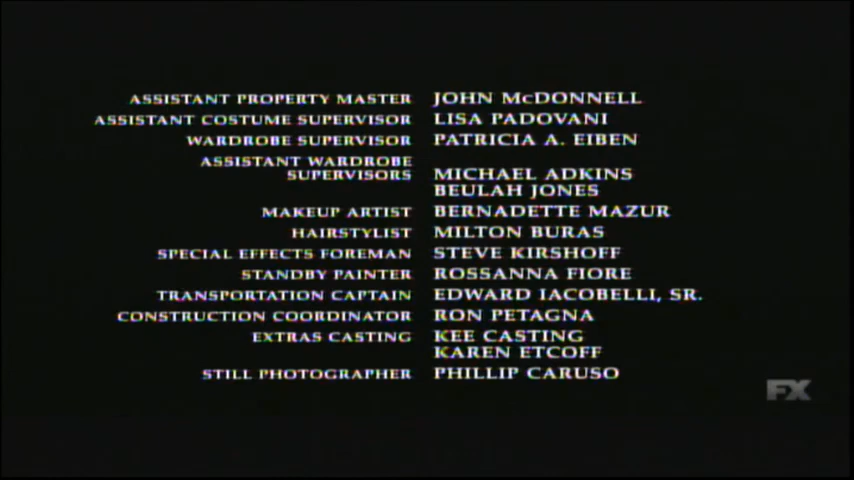 ASSISTANT PROPERTY MASTER JOHN McDONNELL
ASSISTANT COSTUME SUPERVISOR LISA PADOVANI
WARDROBE SUPERVISOR PATRICIA A. EIBEN
ASSISTANT WARDROBE
SUPERVISORS MICHAEL ADKINS
BEULAH JONES
MAKEUP ARTIST BERNADETTE MAZUR
HAIRSTYLIST MILTON BURAS
SPECIAL EFFECTS FOREMAN STEVE KIRSHOFF
STANDBY PAINTER ROSSANNA FIORE
TRANSPORTATION CAPTAIN EDWARD IACOBELLI, SR.
CONSTRUCTION COORDINATOR RON PETAGNA
EXTRAS CASTING KEE CASTING
KAREN ETCOFF
STILL PHOTOGRAPHER PHILLIP CARUSO
FX